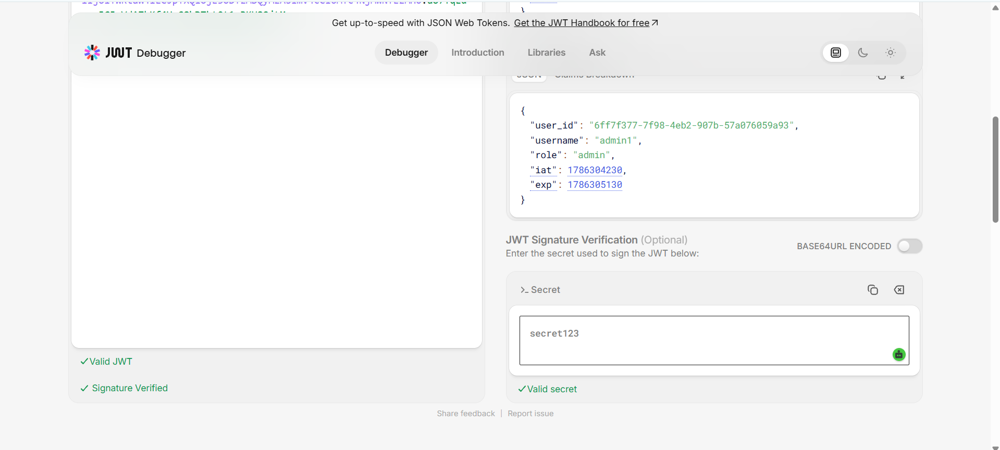 }
Get up-to-speed with JSON Web Tokens. Get the JWT Handbook for free
JWT Debugger
Debugger
Introduction
Libraries
Ask
JSON
Claims Breakdown
{
"user_id": "6ff7f377-7f98-4eb2-907b-57a076059a93",
"username": "admin1",
"role": "admin",
"iat": 1786304230,
"exp": 1786305130
}
JWT Signature Verification (Optional)
Enter the secret used to sign the JWT below:
BASE64URL ENCODED
>_ Secret
secret123
Valid JWT
Signature Verified
Valid secret
Share feedback | Report issue